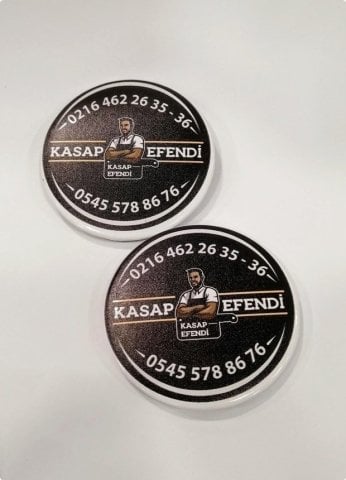 0216 462 26 35 - 36
KASAP EFENDİ
KASAP
EFENDİ
0545 578 86 76
0216 462 26 35 - 36
KASAP EFENDİ
KASAP
EFENDİ
0545 578 86 76